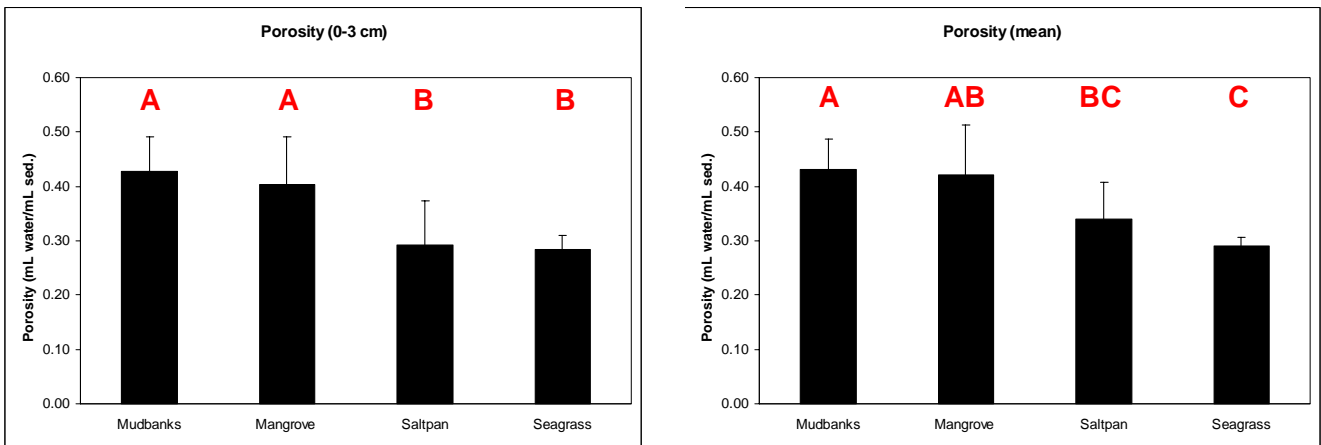 Porosity (0-3 cm)
Porosity (mL water/mL sed.)
0.60
0.50
0.40
0.30
0.20
0.10
0.00
A A B B
Mudbanks Mangrove Saltpan Seagrass
Porosity (mean)
Porosity (mL water/mL sed.)
0.60
0.50
0.40
0.30
0.20
0.10
0.00
A AB BC C
Mudbanks Mangrove Saltpan Seagrass